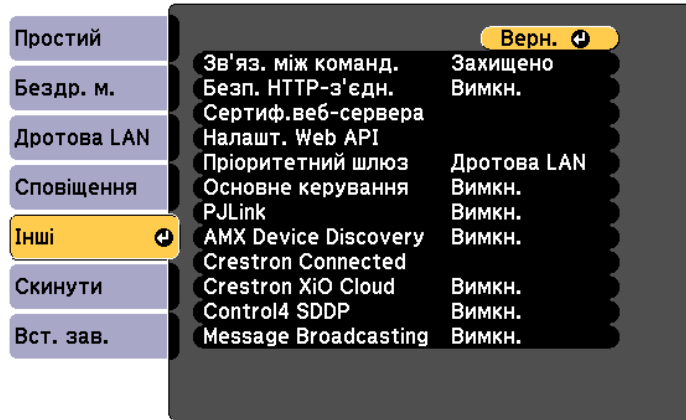 Простий
Бездр. м.
Дротова LAN
Сповіщення
Інші
Скинути
Вст. зав.
Верн.
Зв'яз. між команд. Захищено
Безп. HTTP-з'єдн. Вимкн.
Сертиф.веб-сервера
Налашт. Web API
Пріоритетний шлюз Дротова LAN
Основне керування Вимкн.
PJLink Вимкн.
AMX Device Discovery Вимкн.
Crestron Connected
Crestron XiO Cloud Вимкн.
Control4 SDDP Вимкн.
Message Broadcasting Вимкн.